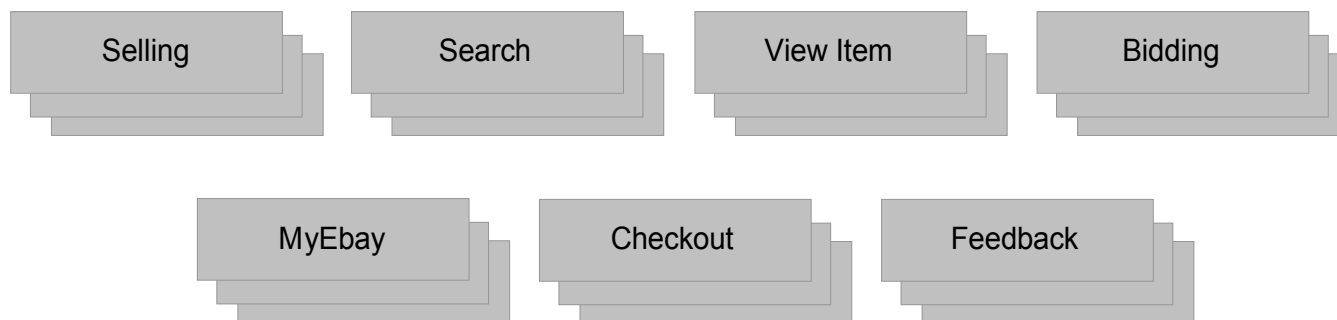 Selling
Search
View Item
Bidding
MyEbay
Checkout
Feedback